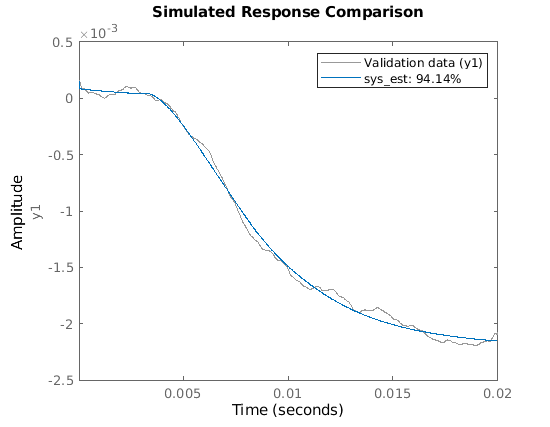 Simulated Response Comparison
×10⁻³
0.5
0
-0.5
-1
-1.5
-2
-2.5
Amplitude
y1
Validation data (y1)
sys_est: 94.14%
0.005
0.01
0.015
0.02
Time (seconds)